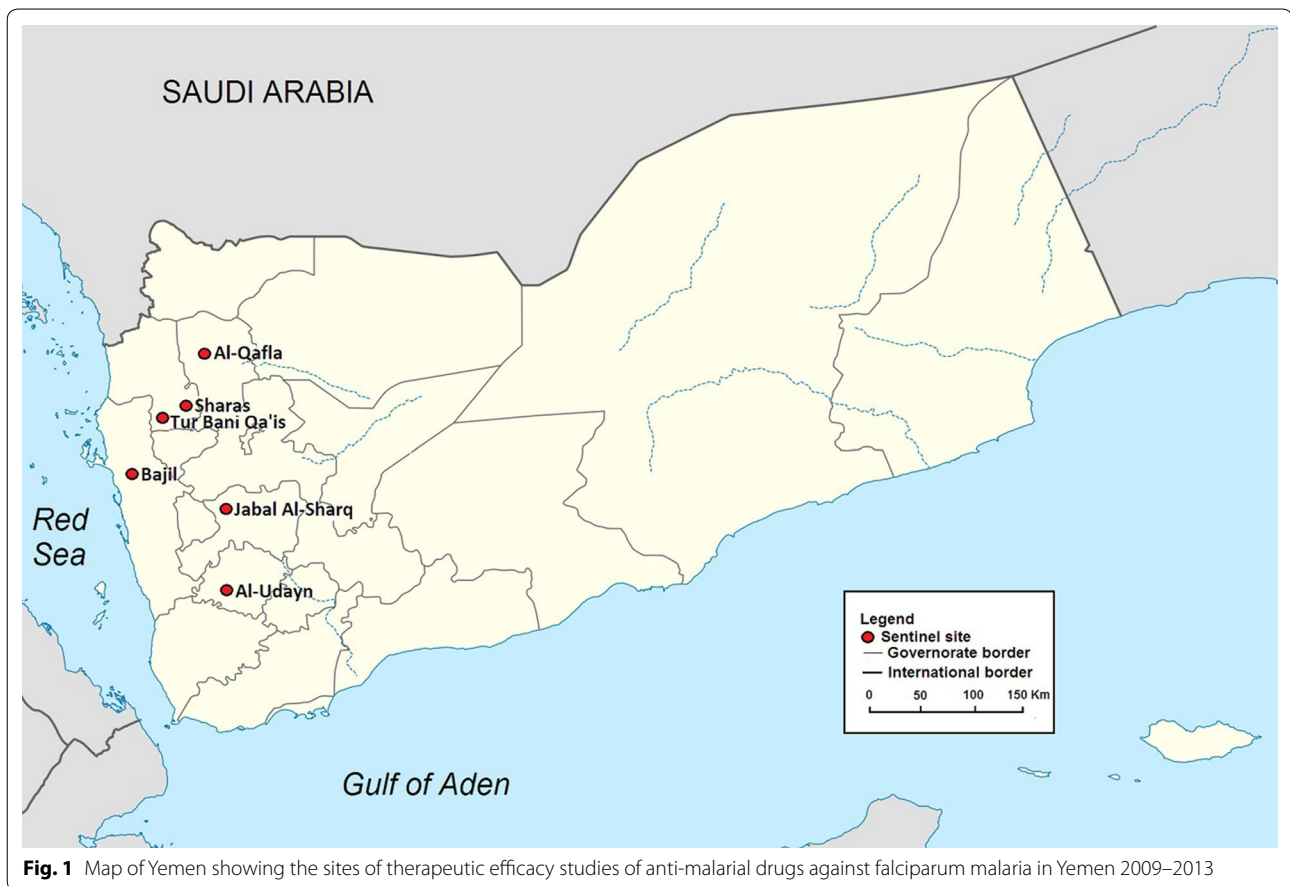 SAUDI ARABIA
Al-Qafla
Sharas
Tur Bani Qa'is
Bajil
Jabal Al-Sharq
Red
Sea
Al-Udayn
Legend
Sentinel site
Governorate border
International border
0 50 100 150 Km
Gulf of Aden
Fig. 1 Map of Yemen showing the sites of therapeutic efficacy studies of anti-malarial drugs against falciparum malaria in Yemen 2009–2013